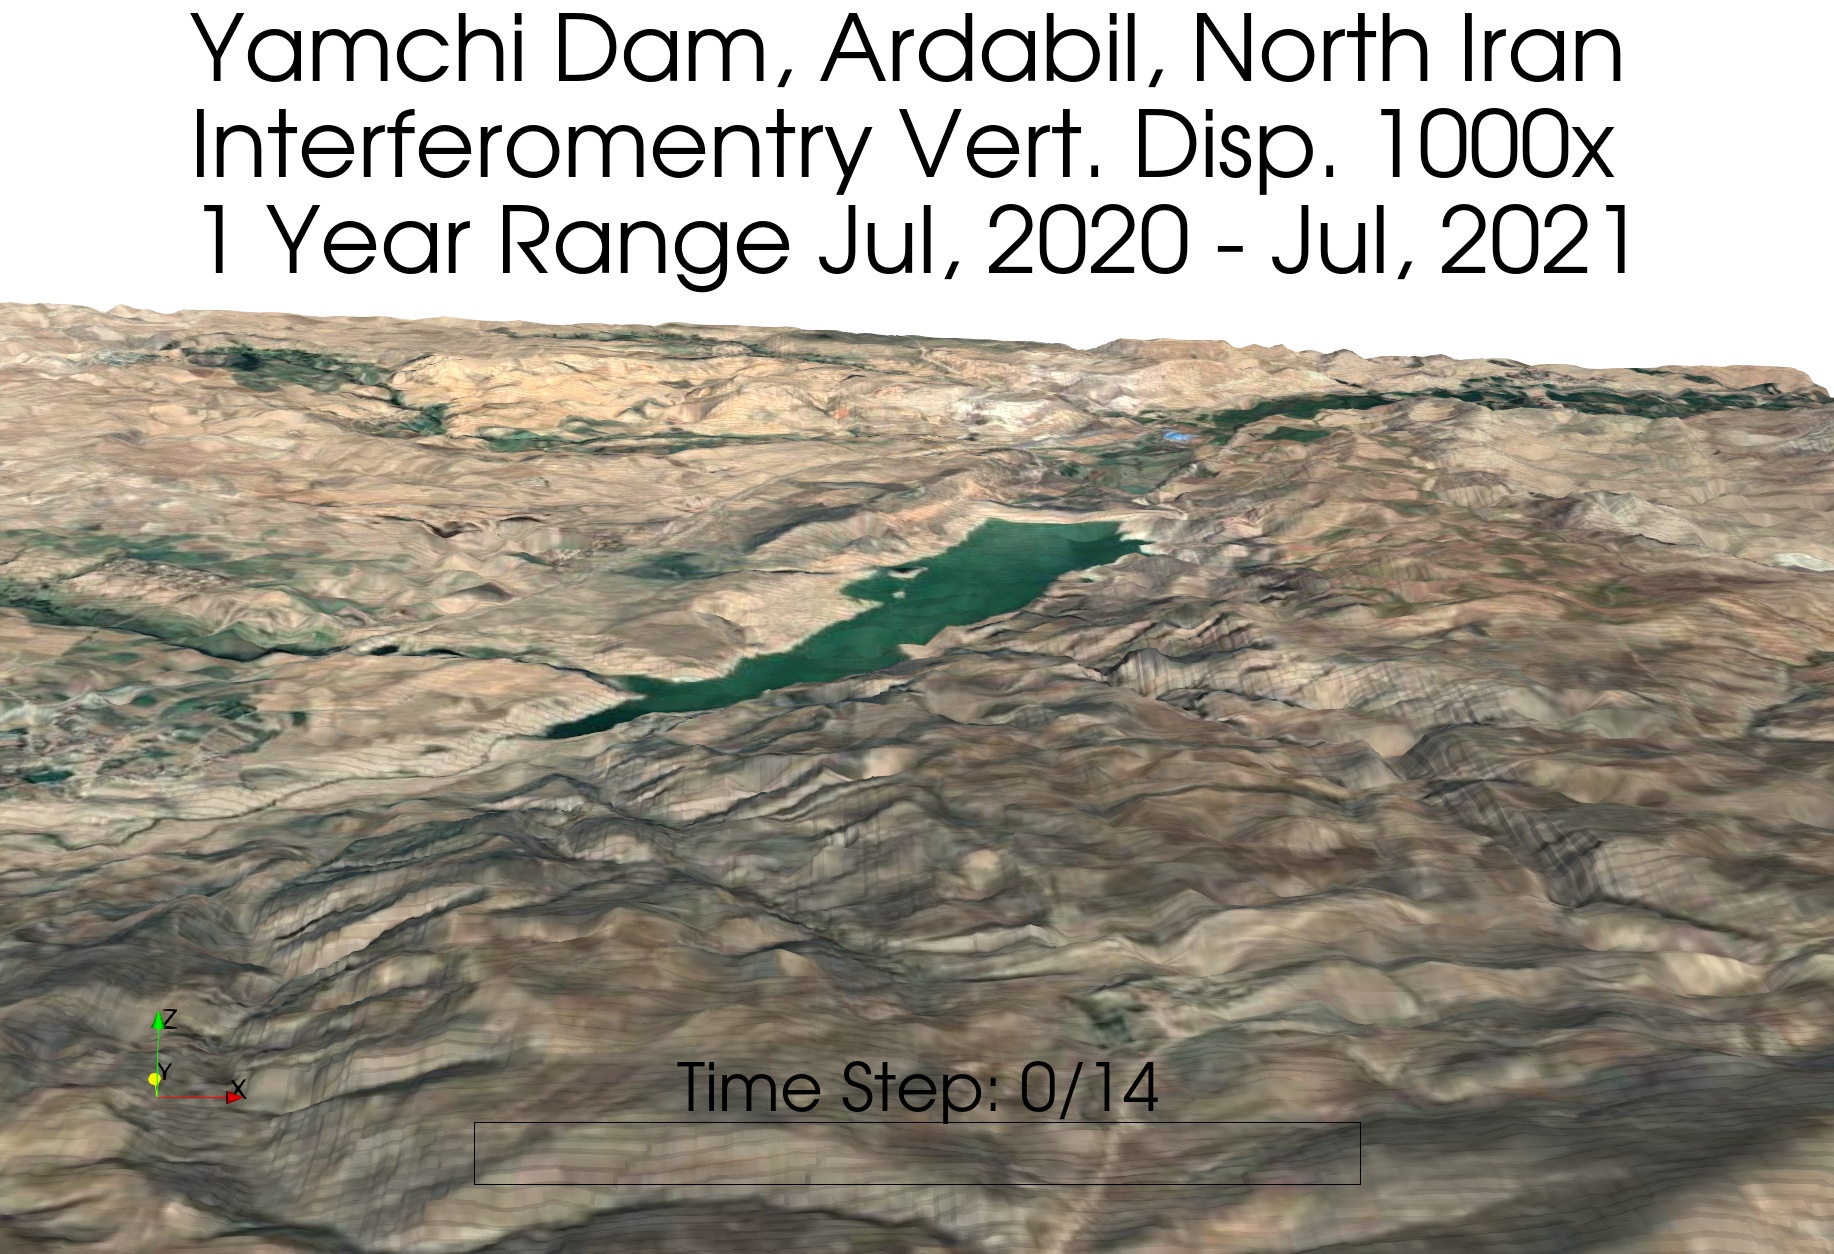 Yamchi Dam, Ardabil, North Iran
Interferomentry Vert. Disp. 1000x
1 Year Range Jul, 2020 - Jul, 2021
Z
Y
X
Time Step: 0/14